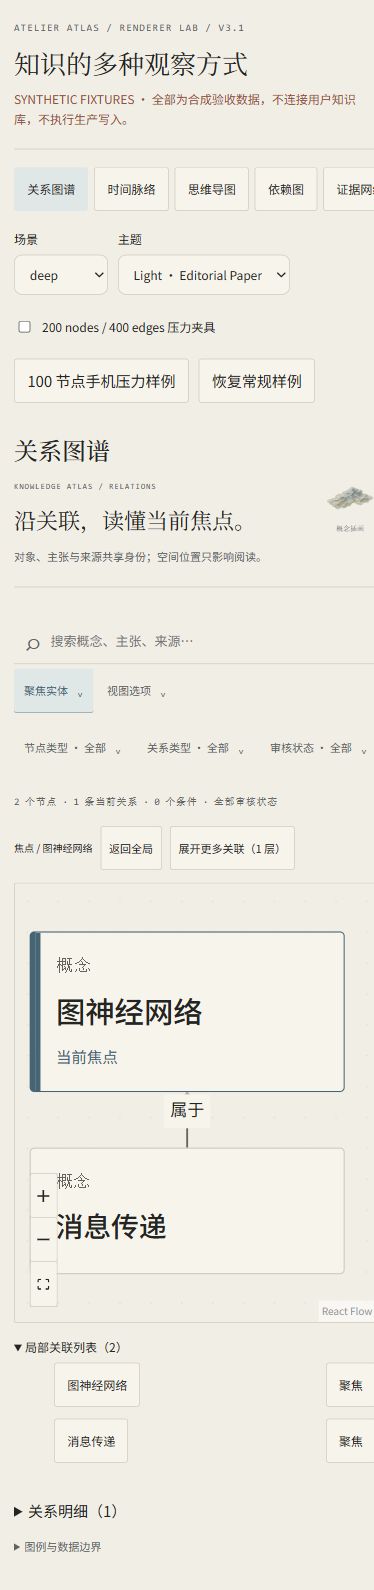 ATELIER ATLAS / RENDERER LAB / V3.1
知识的多种观察方式
SYNTHETIC FIXTURES · 全部为合成验收数据，不连接用户知识
库，不执行生产写入。
关系图谱 时间脉络 思维导图 依赖图 证据网
场景 主题
deep Light · Editorial Paper
200 nodes / 400 edges 压力夹具
100 节点手机压力样例 恢复常规样例
关系图谱
KNOWLEDGE ATLAS / RELATIONS
沿关联，读懂当前焦点。
概念插画
对象、主张与来源共享身份；空间位置只影响阅读。
搜索概念、主张、来源…
聚焦实体 视图选项
节点类型 · 全部 关系类型 · 全部 审核状态 · 全部
2 个节点 · 1 条当前关系 · 0 个条件 · 全部审核状态
焦点 / 图神经网络 返回全局 展开更多关联（1 层）
概念
图神经网络
当前焦点
属于
概念
消息传递
React Flow
局部关联列表（2）
图神经网络 聚焦
消息传递 聚焦
关系明细（1）
图例与数据边界